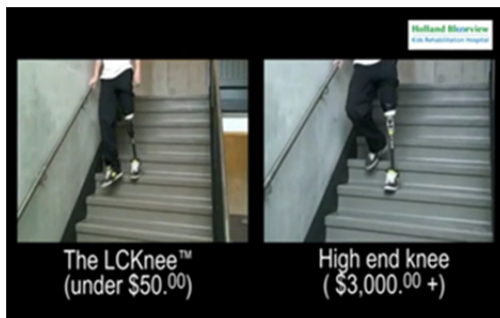 Holland Bloorview
Kids Rehabilitation Hospital
The LCKnee™
(under $50.00)
High end knee
( $3,000.00 +)